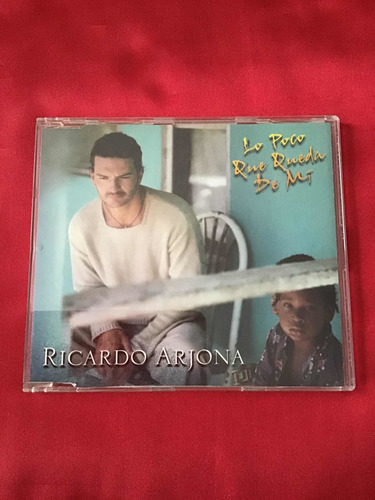 Lo Poco
Que Queda
De Mí
RICARDO ARJONA